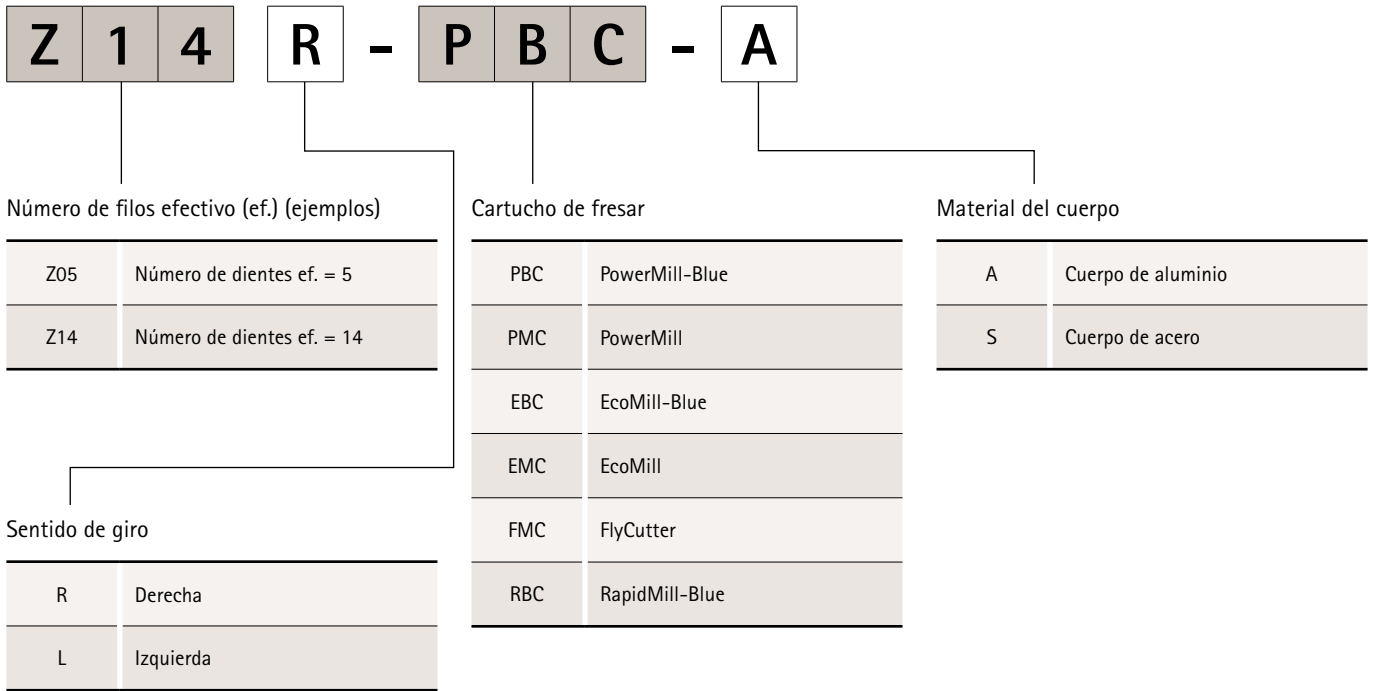 Z14 R - PBC - A
Número de filos efectivo (ef.) (ejemplos)
Z05 Número de dientes ef. = 5
Z14 Número de dientes ef. = 14
Sentido de giro
R Derecha
L Izquierda
Cartucho de fresar
PBC PowerMill-Blue
PMC PowerMill
EBC EcoMill-Blue
EMC EcoMill
FMC FlyCutter
RBC RapidMill-Blue
Material del cuerpo
A Cuerpo de aluminio
S Cuerpo de acero